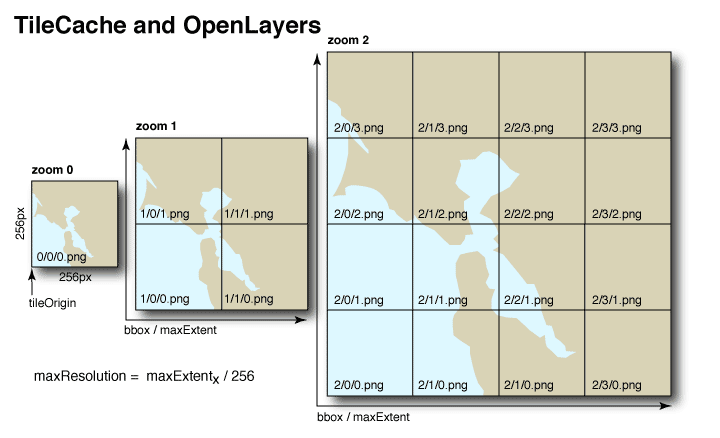 TileCache and OpenLayers
zoom 2
2/0/3.png 2/1/3.png 2/2/3.png 2/3/3.png
zoom 1
zoom 0
2/0/2.png 2/1/2.png 2/2/2.png 2/3/2.png
1/0/1.png 1/1/1.png
256px
0/0/0.png
256px
tileOrigin
1/0/0.png 1/1/0.png
2/0/1.png 2/1/1.png 2/2/1.png 2/3/1.png
bbox / maxExtent
maxResolution = maxExtentx / 256
2/0/0.png 2/1/0.png 2/1/0.png 2/3/0.png
bbox / maxExtent